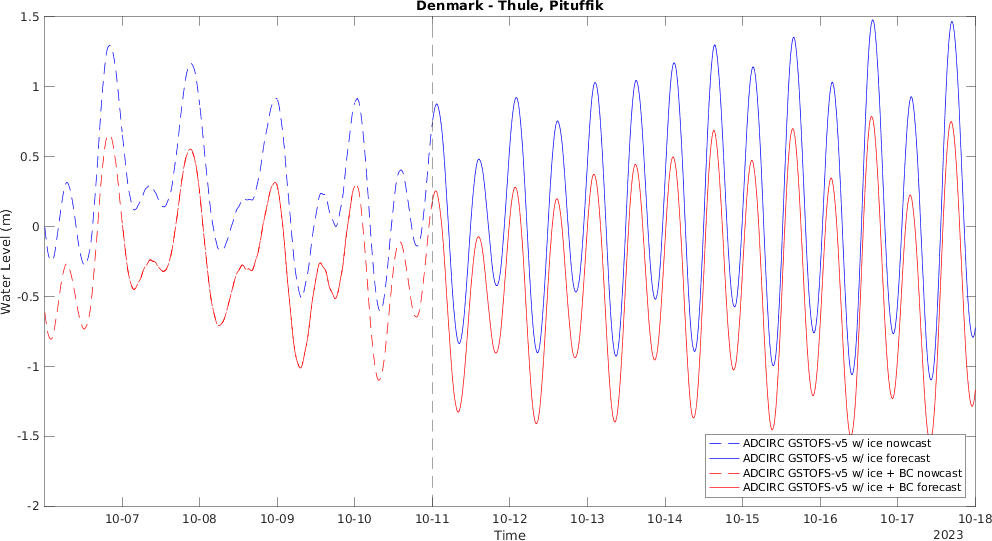 Denmark - Thule, Pituffik
1.5
1
0.5
0
-0.5
-1
-1.5
-2
Water Level (m)
10-07 10-08 10-09 10-10 10-11 10-12 10-13 10-14 10-15 10-16 10-17 10-18
Time
2023
ADCIRC GSTOFS-v5 w/ ice nowcast
ADCIRC GSTOFS-v5 w/ ice forecast
ADCIRC GSTOFS-v5 w/ ice + BC nowcast
ADCIRC GSTOFS-v5 w/ ice + BC forecast